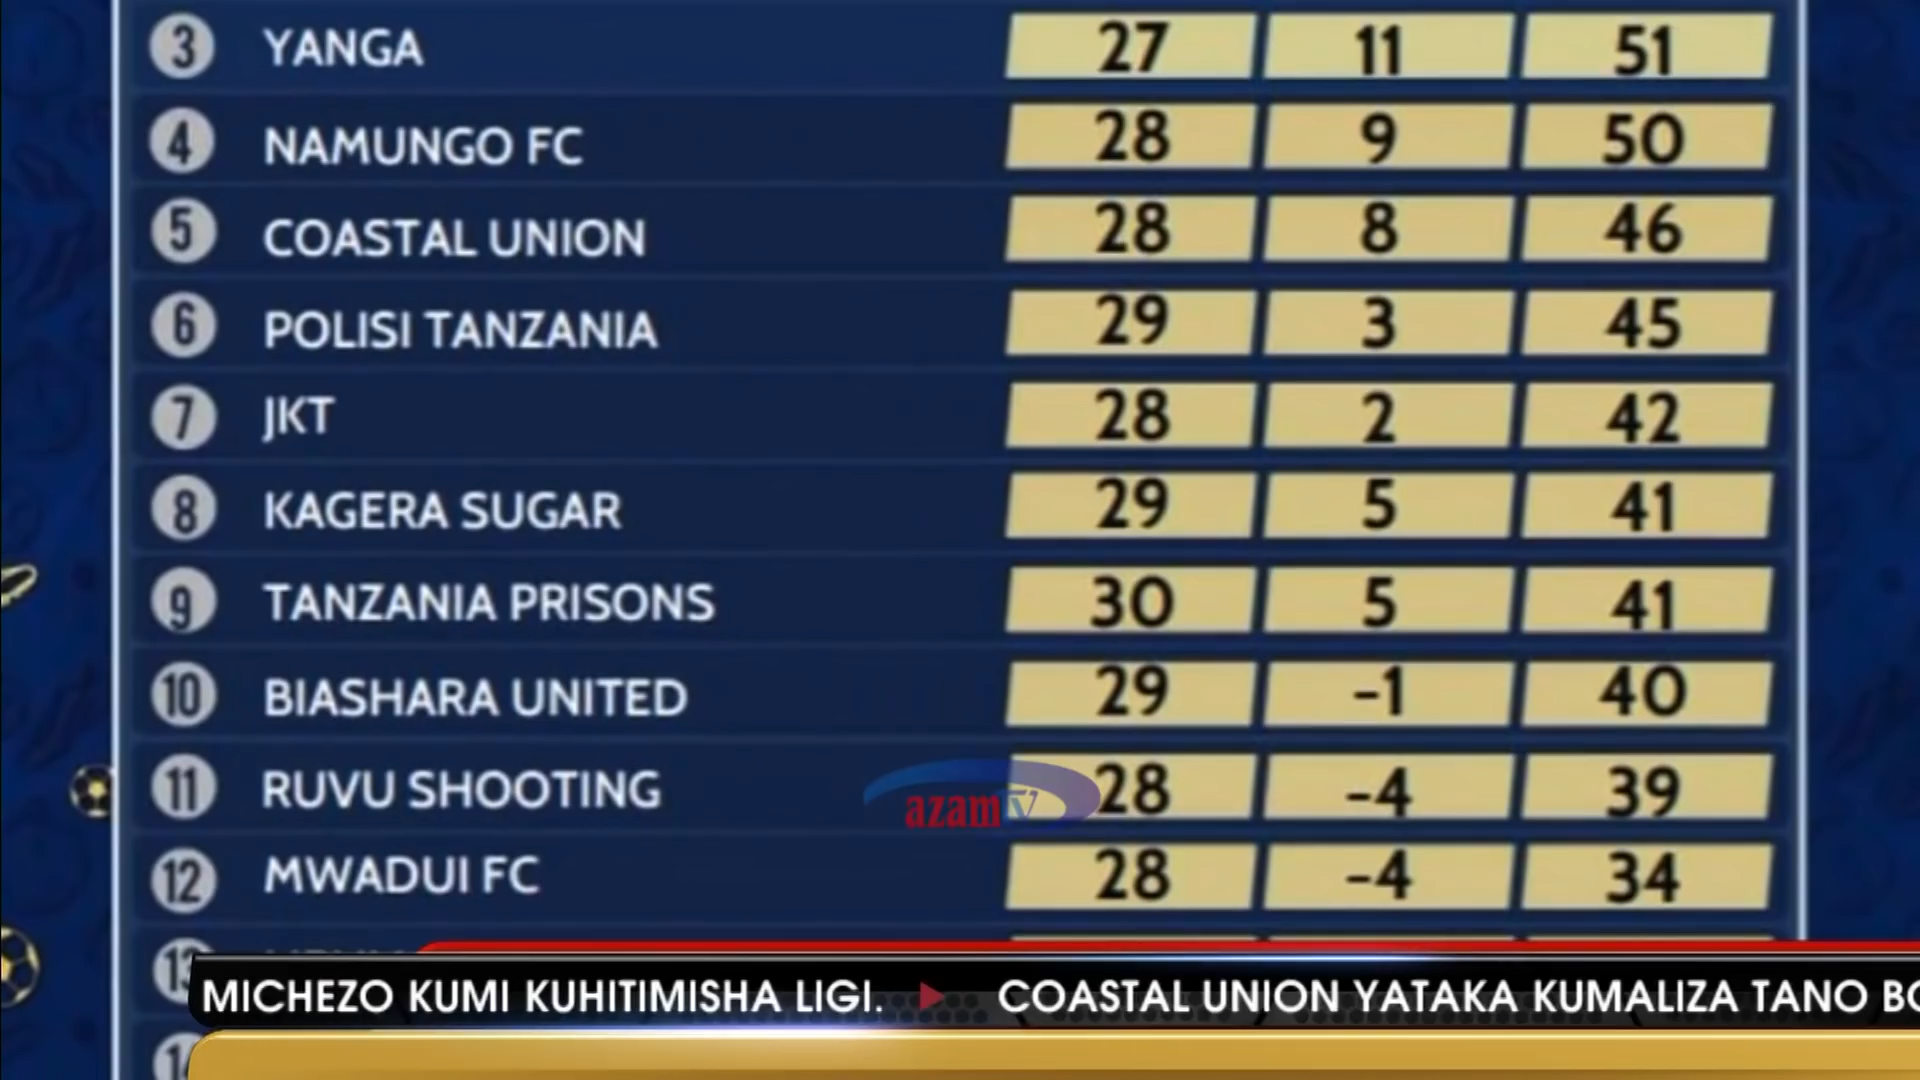 3 YANGA 27 11 51
4 NAMUNGO FC 28 9 50
5 COASTAL UNION 28 8 46
6 POLISI TANZANIA 29 3 45
7 JKT 28 2 42
8 KAGERA SUGAR 29 5 41
9 TANZANIA PRISONS 30 5 41
10 BIASHARA UNITED 29 -1 40
11 RUVU SHOOTING 28 -4 39
azam tv
12 MWADUI FC 28 -4 34
13
MICHEZO KUMI KUHITIMISHA LIGI. COASTAL UNION YATAKA KUMALIZA TANO